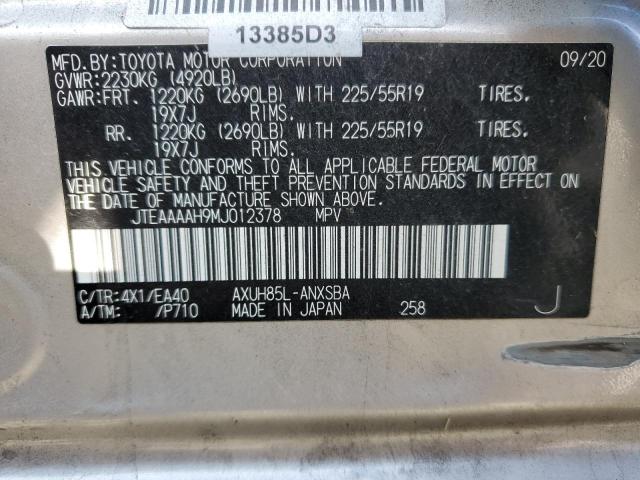 13385D3
MFD.BY:TOYOTA MOTOR CORPORATION 09/20
GVWR:2230KG (4920LB)
GAWR:FRT. 1220KG (2690LB) WITH 225/55R19 TIRES.
19X7J RIMS.
RR. 1220KG (2690LB) WITH 225/55R19 TIRES.
19X7J RIMS.
THIS VEHICLE CONFORMS TO ALL APPLICABLE FEDERAL MOTOR
VEHICLE SAFETY AND THEFT PREVENTION STANDARDS IN EFFECT ON
THE DATE OF MANUFACTURE SHOWN ABOVE.
JTEAAAAH9MJ012378 MPV
C/TR:4X1/EA40 AXUH85L-ANXSBA
A/TM: /P710 MADE IN JAPAN 258 J